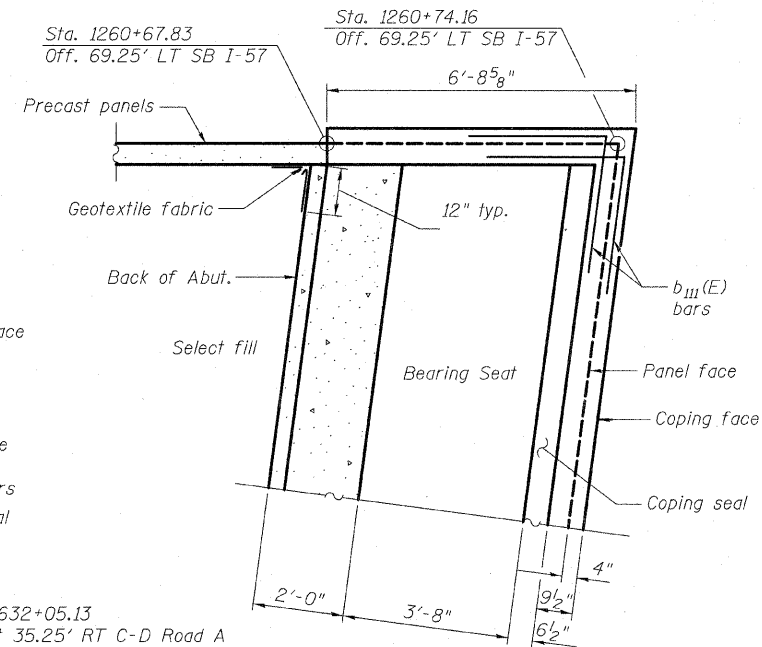 Sta. 1260+67.83
Off. 69.25' LT SB I-57
Sta. 1260+74.16
Off. 69.25' LT SB I-57
6'-8⅝"
Precast panels
Geotextile fabric
12" typ.
Back of Abut.
b111(E)
bars
ace
Select fill
Bearing Seat
Panel face
Coping face
e
rs
al
Coping seal
4"
2'-0"
3'-8"
9½"
6½"
632+05.13
35.25' RT C-D Road A